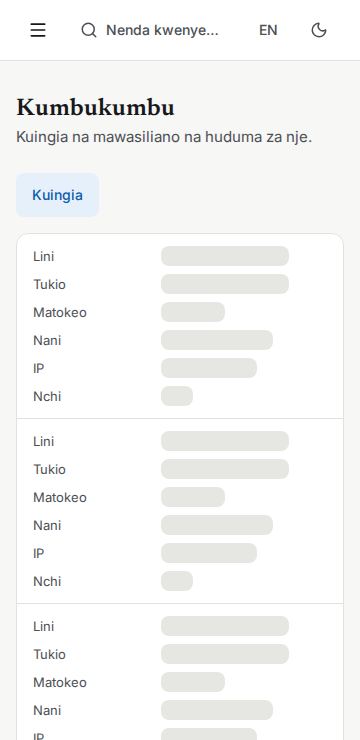 Nenda kwenye...
EN
Kumbukumbu
Kuingia na mawasiliano na huduma za nje.
Kuingia
Lini
Tukio
Matokeo
Nani
IP
Nchi
Lini
Tukio
Matokeo
Nani
IP
Nchi
Lini
Tukio
Matokeo
Nani
IP